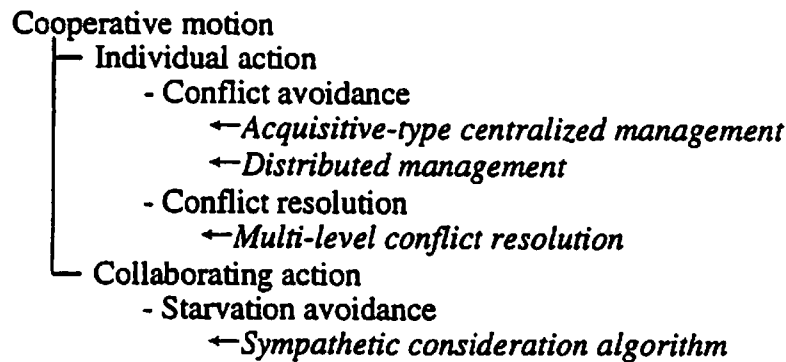 Cooperative motion
Individual action
- Conflict avoidance
←Acquisitive-type centralized management
←Distributed management
- Conflict resolution
←Multi-level conflict resolution
Collaborating action
- Starvation avoidance
←Sympathetic consideration algorithm